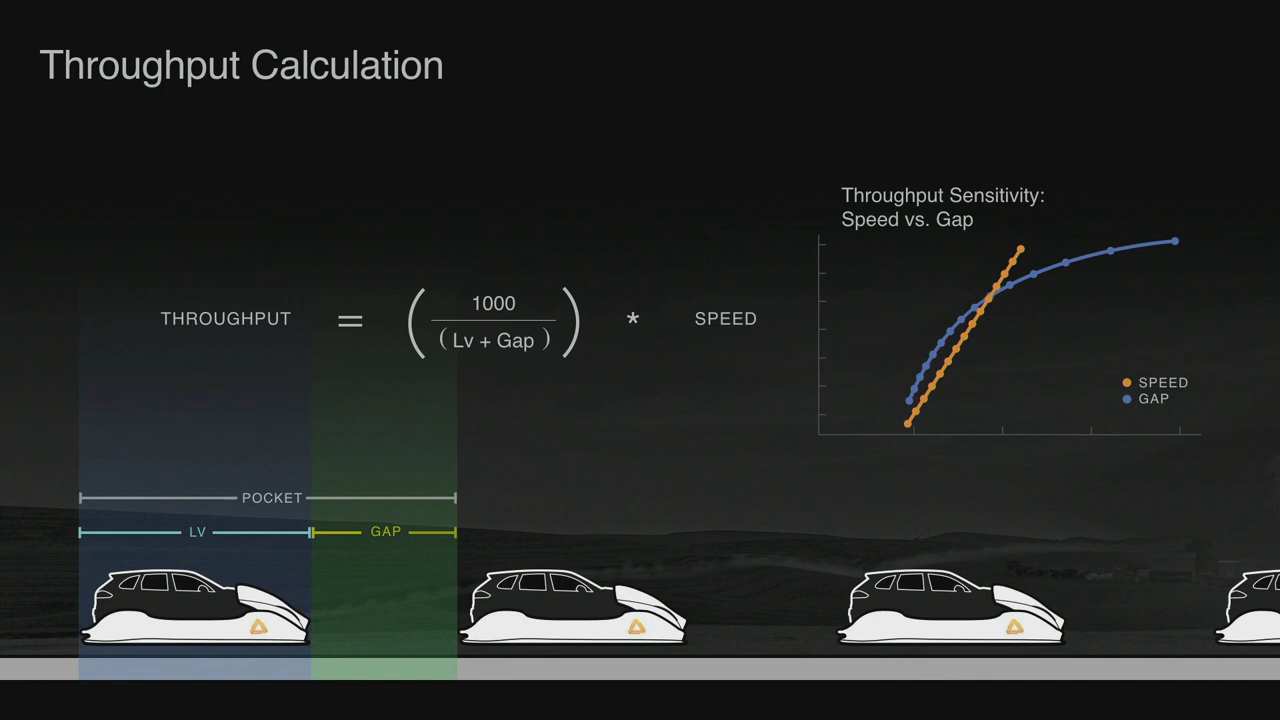 Throughput Calculation
Throughput Sensitivity:
Speed vs. Gap
THROUGHPUT = ( 1000 / ( Lv + Gap ) ) * SPEED
SPEED
GAP
POCKET
LV
GAP